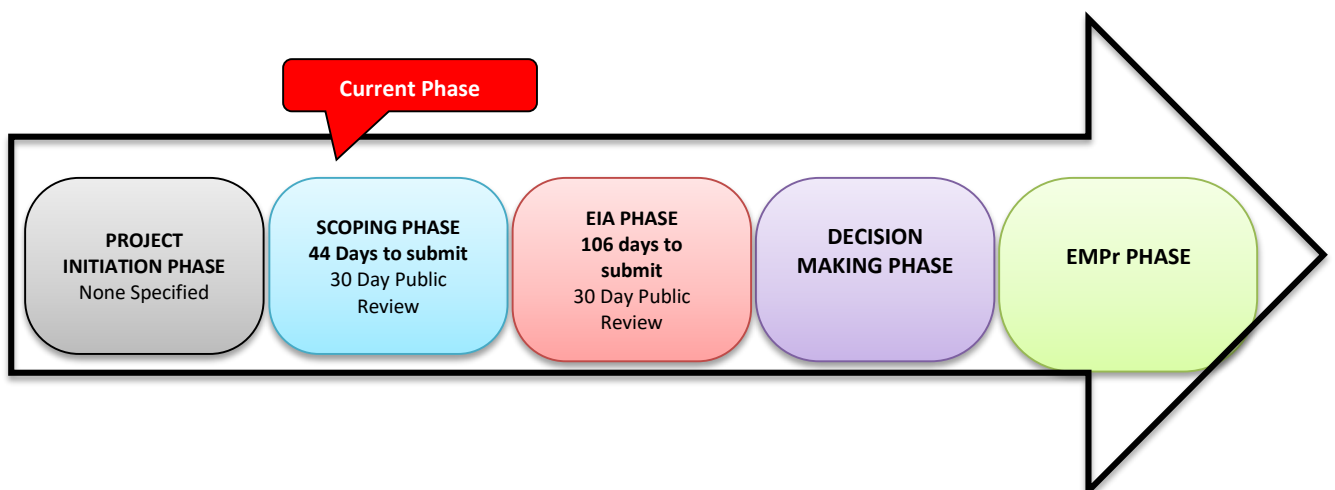 Current Phase
PROJECT
INITIATION PHASE
None Specified
SCOPING PHASE
44 Days to submit
30 Day Public
Review
EIA PHASE
106 days to
submit
30 Day Public
Review
DECISION
MAKING PHASE
EMPr PHASE